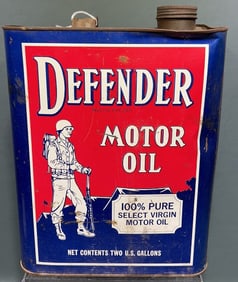 DEFENDER
MOTOR
OIL
100% PURE
SELECT VIRGIN
MOTOR OIL
NET CONTENTS TWO U.S. GALLONS